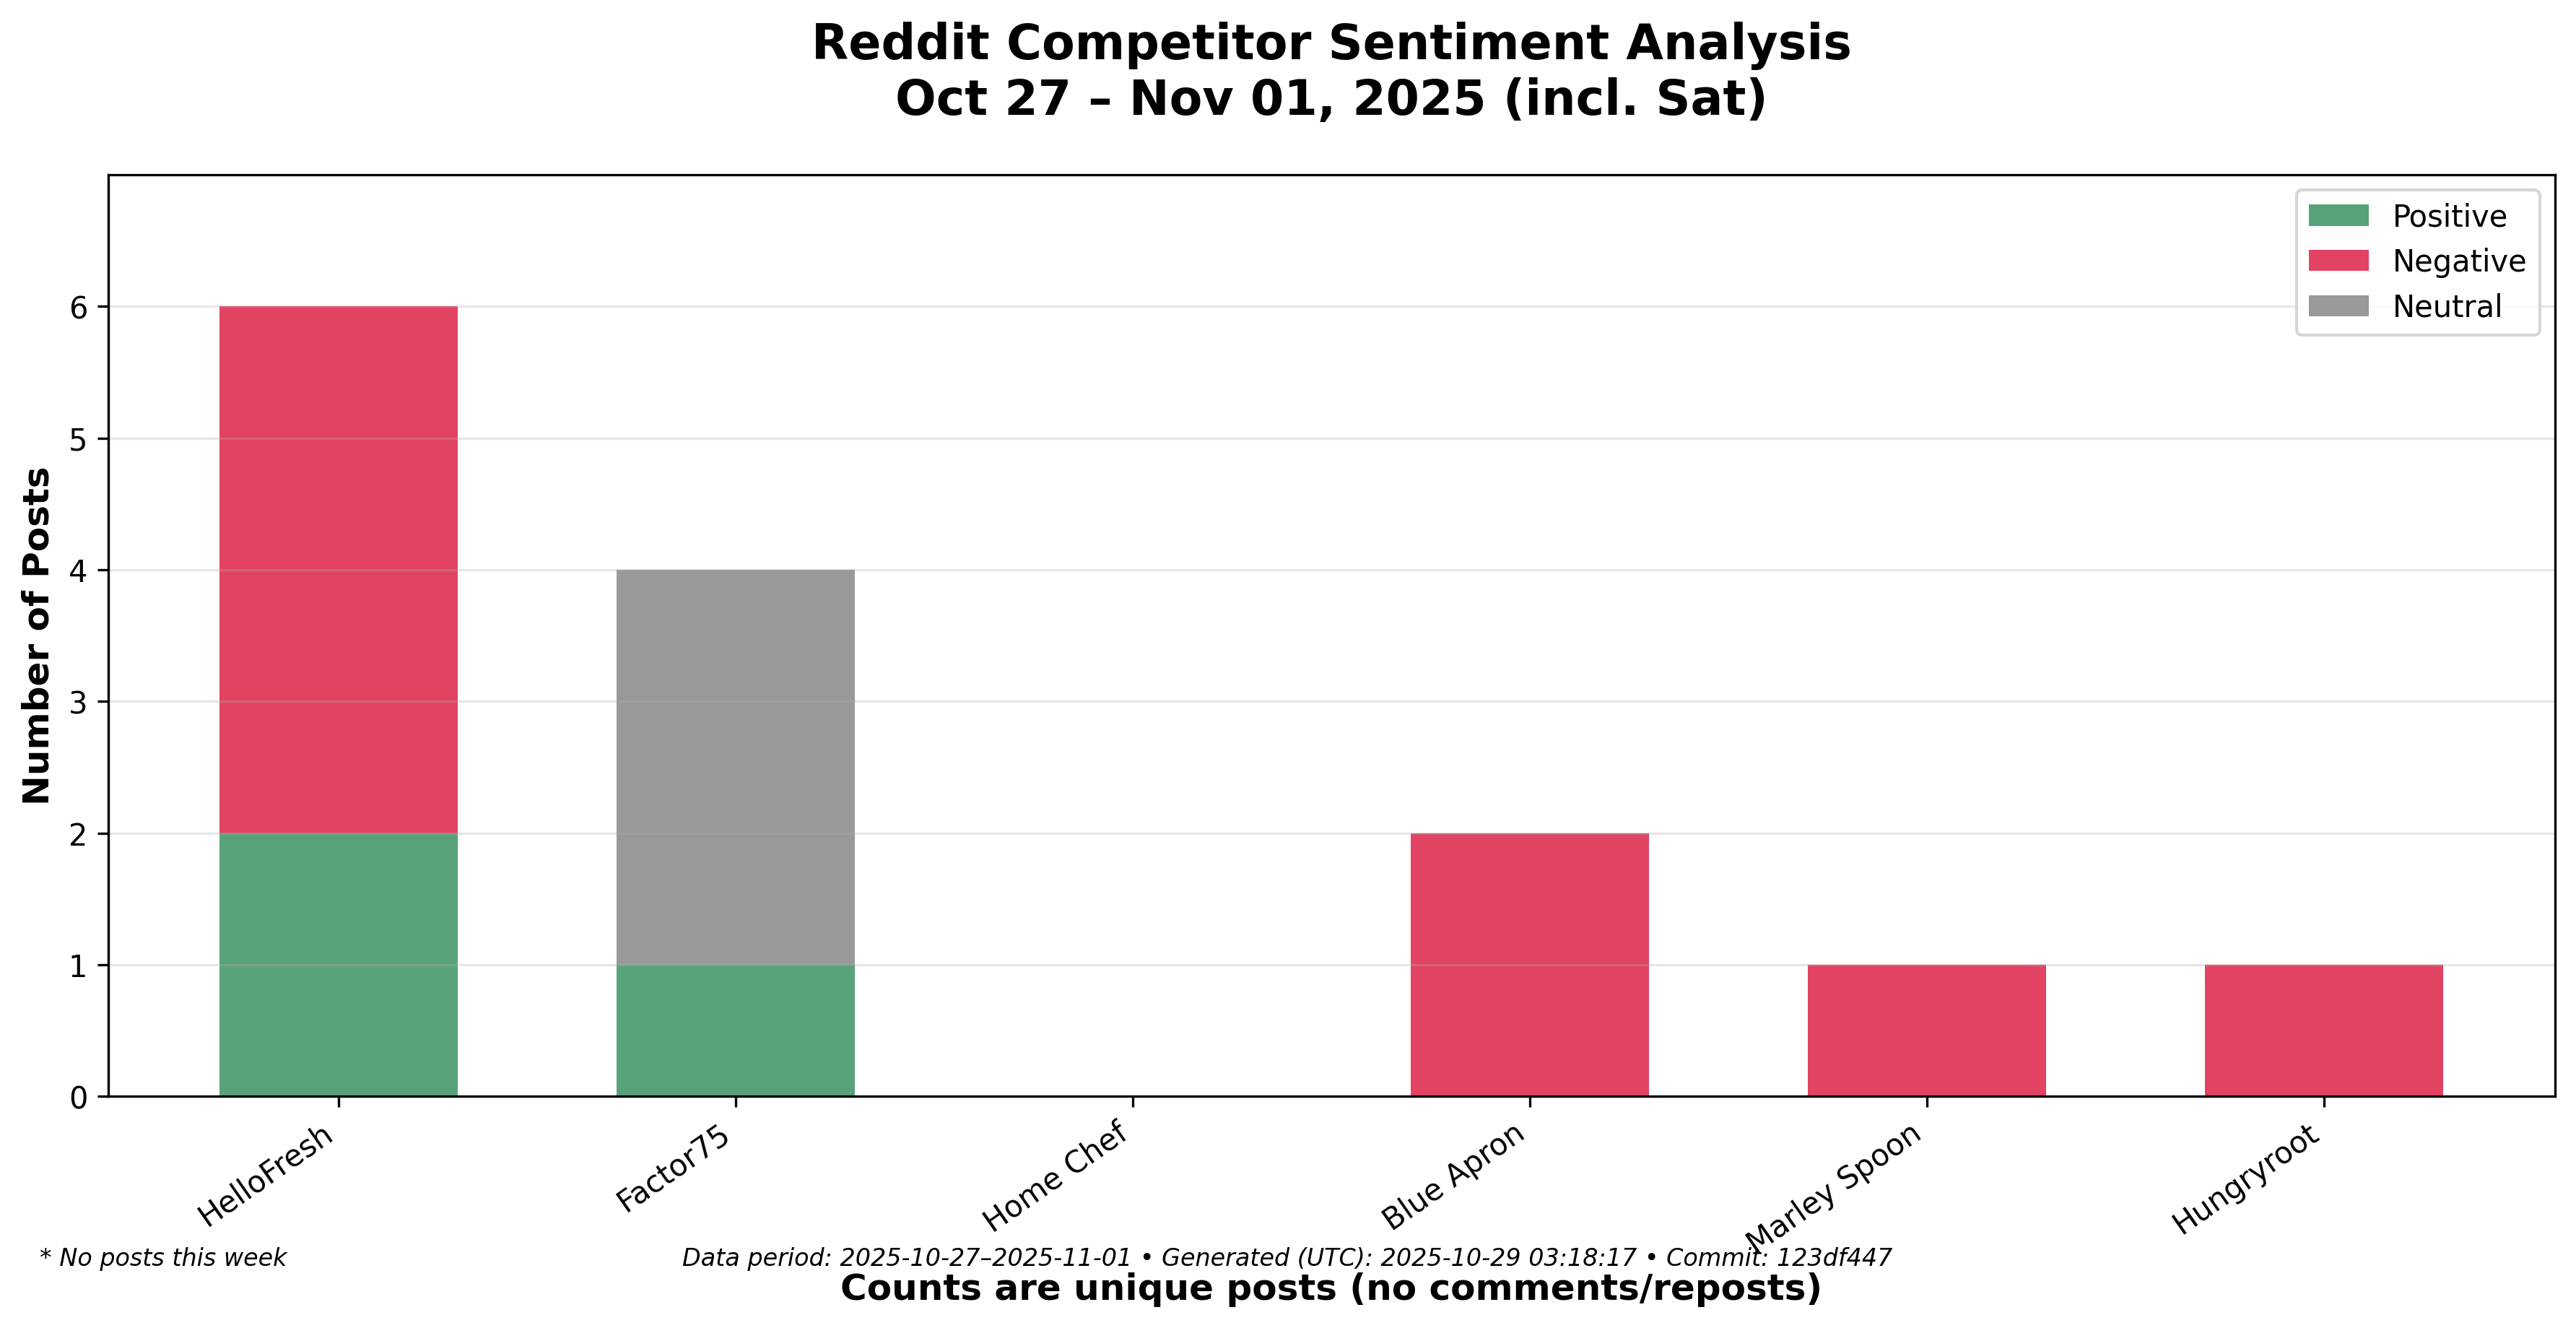 Reddit Competitor Sentiment Analysis
Oct 27 – Nov 01, 2025 (incl. Sat)
Positive
Negative
Neutral
Number of Posts
6
5
4
3
2
1
0
HelloFresh
Factor75
Home Chef
Blue Apron
Marley Spoon
Hungryroot
* No posts this week
Data period: 2025-10-27–2025-11-01 • Generated (UTC): 2025-10-29 03:18:17 • Commit: 123df447
Counts are unique posts (no comments/reposts)